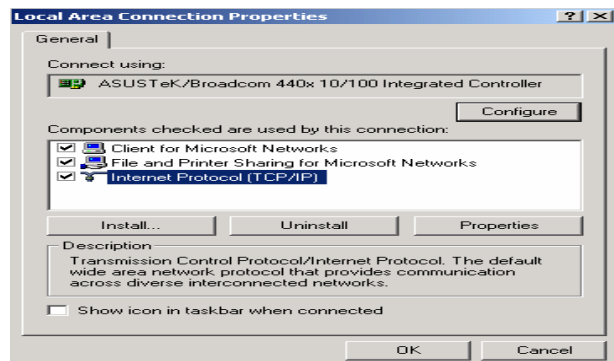 Local Area Connection Properties
General
Connect using:
ASUSTeK/Broadcom 440x 10/100 Integrated Controller
Configure
Components checked are used by this connection:
Client for Microsoft Networks
File and Printer Sharing for Microsoft Networks
Internet Protocol (TCP/IP)
Install... Uninstall Properties
Description
Transmission Control Protocol/Internet Protocol. The default
wide area network protocol that provides communication
across diverse interconnected networks.
Show icon in taskbar when connected
OK Cancel